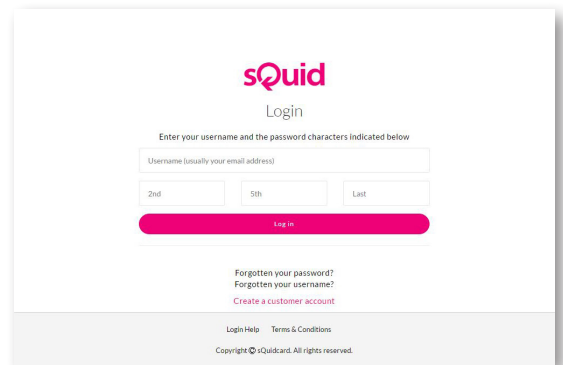 sQuid
Login
Enter your username and the password characters indicated below
Username (usually your email address)
2nd 5th Last
Log in
Forgotten your password?
Forgotten your username?
Create a customer account
Login Help Terms & Conditions
Copyright © sQuidcard. All rights reserved.